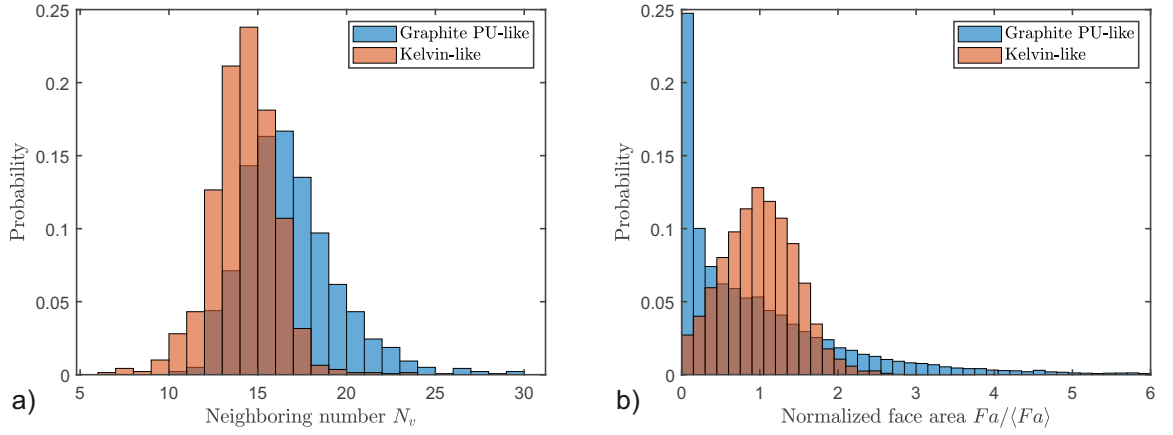 0.25
0.2
0.15
0.1
0.05
0
Probability
Graphite PU-like
Kelvin-like
5
10
15
20
25
30
Neighboring number N_v
a)
0.25
0.2
0.15
0.1
0.05
0
Probability
Graphite PU-like
Kelvin-like
0
1
2
3
4
5
6
Normalized face area Fa/⟨Fa⟩
b)